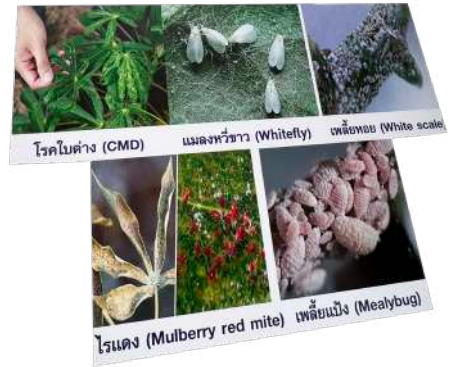 โรคใบด่าง (CMD)
แมลงหวี่ขาว (Whitefly)
เพลี้ยหอย (White scale
ไรแดง (Mulberry red mite)
เพลี้ยแป้ง (Mealybug)